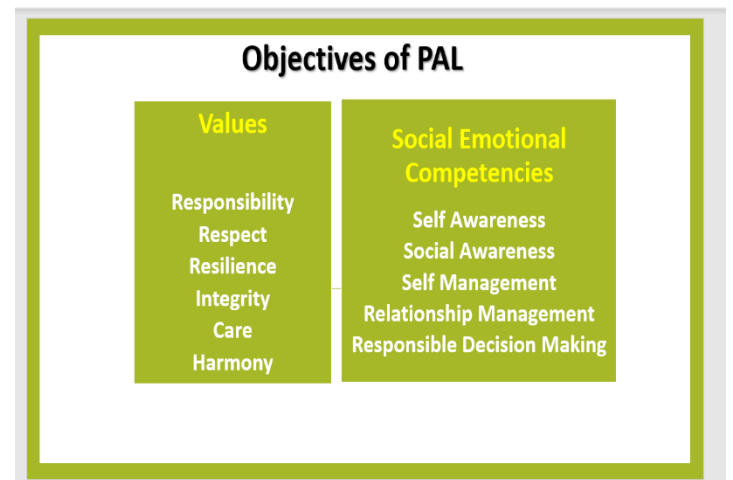 Objectives of PAL
Values
Responsibility
Respect
Resilience
Integrity
Care
Harmony
Social Emotional
Competencies
Self Awareness
Social Awareness
Self Management
Relationship Management
Responsible Decision Making